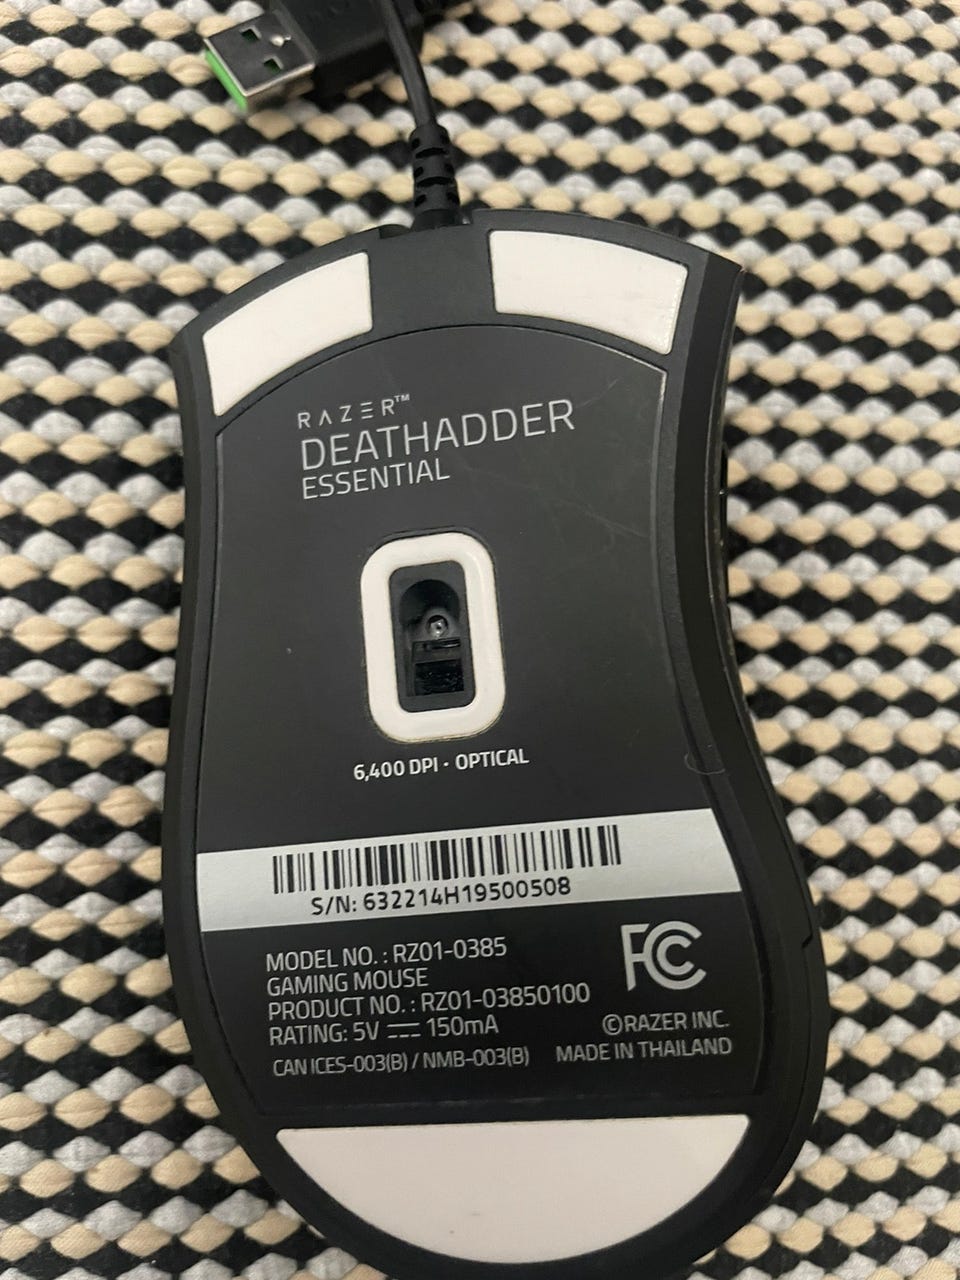 RAZER™
DEATHADDER
ESSENTIAL
6,400 DPI · OPTICAL
S/N: 632214H19500508
MODEL NO. : RZ01-0385
GAMING MOUSE
PRODUCT NO. : RZ01-03850100
RATING: 5V ⎓ 150mA
CAN ICES-003(B) / NMB-003(B)
FC
©RAZER INC.
MADE IN THAILAND